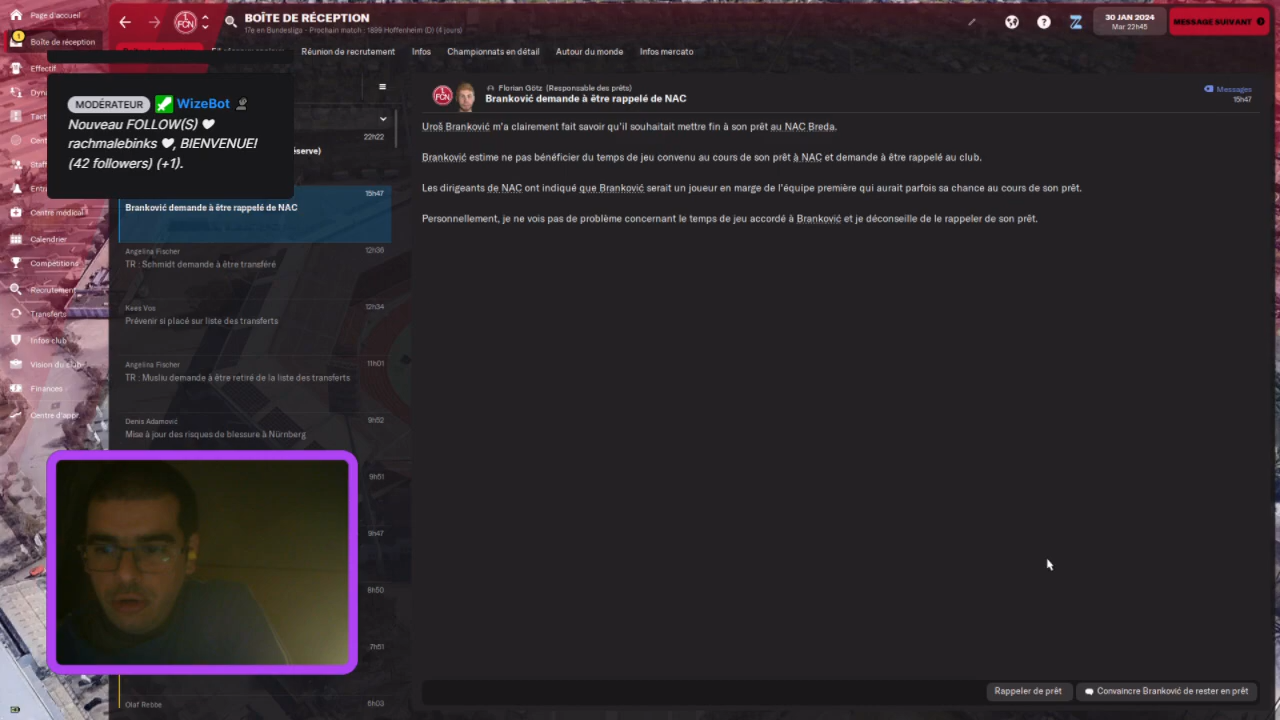 Page d'accueil
Boîte de réception
1
Effectif
Centre médical
Calendrier
Compétitions
Recrutement
Transferts
Infos club
Vision du club
Finances
Centre d'appr.
FCN
BOÎTE DE RÉCEPTION
17e en Bundesliga - Prochain match : 1899 Hoffenheim (D) (4 jours)
30 JAN 2024
Mar 22h45
MESSAGE SUIVANT
Réunion de recrutement
Infos
Championnats en détail
Autour du monde
Infos mercato
MODÉRATEUR WizeBot
Nouveau FOLLOW(S)
rachmalebinks , BIENVENUE!
(42 followers) (+1).
22h22
15h47
Branković demande à être rappelé de NAC
Angelina Fischer
12h36
TR : Schmidt demande à être transféré
Kees Vos
12h34
Prévenir si placé sur liste des transferts
Angelina Fischer
11h01
TR : Musliu demande à être retiré de la liste des transferts
Denis Adamović
9h52
Mise à jour des risques de blessure à Nürnberg
9h51
9h47
8h50
7h51
Olaf Rebbe
6h03
Florian Götz (Responsable des prêts)
Branković demande à être rappelé de NAC
Messages
15h47
Uroš Branković m'a clairement fait savoir qu'il souhaitait mettre fin à son prêt au NAC Breda.
Branković estime ne pas bénéficier du temps de jeu convenu au cours de son prêt à NAC et demande à être rappelé au club.
Les dirigeants de NAC ont indiqué que Branković serait un joueur en marge de l'équipe première qui aurait parfois sa chance au cours de son prêt.
Personnellement, je ne vois pas de problème concernant le temps de jeu accordé à Branković et je déconseille de le rappeler de son prêt.
Rappeler de prêt
Convaincre Branković de rester en prêt